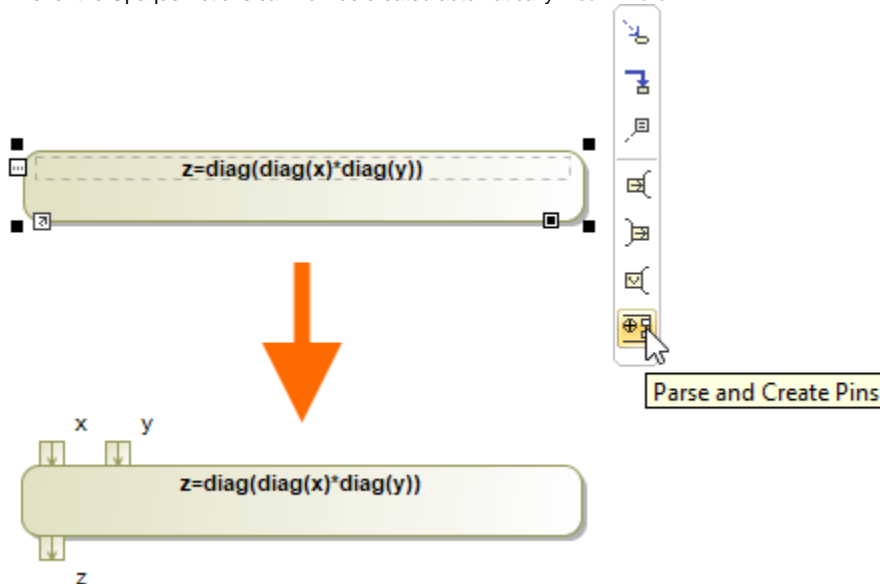 z=diag(diag(x)*diag(y))
Parse and Create Pins
x y
z=diag(diag(x)*diag(y))
z